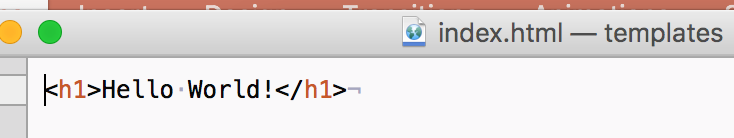 index.html — templates
<h1>Hello World!</h1>